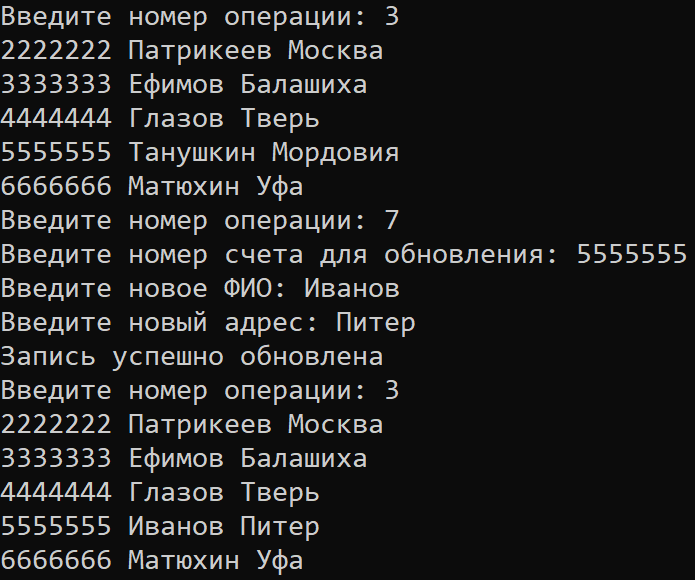 Введите номер операции: 3
2222222 Патрикеев Москва
3333333 Ефимов Балашиха
4444444 Глазов Тверь
5555555 Танушкин Мордовия
6666666 Матюхин Уфа
Введите номер операции: 7
Введите номер счета для обновления: 5555555
Введите новое ФИО: Иванов
Введите новый адрес: Питер
Запись успешно обновлена
Введите номер операции: 3
2222222 Патрикеев Москва
3333333 Ефимов Балашиха
4444444 Глазов Тверь
5555555 Иванов Питер
6666666 Матюхин Уфа